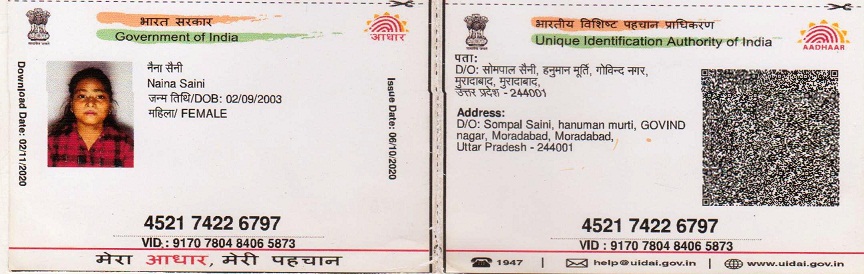 भारत सरकार
Government of India
आधार
Download Date: 02/11/2020
नैना सैनी
Naina Saini
जन्म तिथि/DOB: 02/09/2003
महिला/ FEMALE
Issue Date: 06/10/2020
4521 7422 6797
VID : 9170 7804 8406 5873
मेरा आधार, मेरी पहचान
भारतीय विशिष्ट पहचान प्राधिकरण
Unique Identification Authority of India
AADHAAR
पता:
D/O: सोमपाल सैनी, हनुमान मूर्ति, गोविन्द नगर,
मुरादाबाद, मुरादाबाद,
उत्तर प्रदेश - 244001
Address:
D/O: Sompal Saini, hanuman murti, GOVIND
nagar, Moradabad, Moradabad,
Uttar Pradesh - 244001
4521 7422 6797
VID : 9170 7804 8406 5873
1947 | help@uidai.gov.in | www.uidai.gov.in